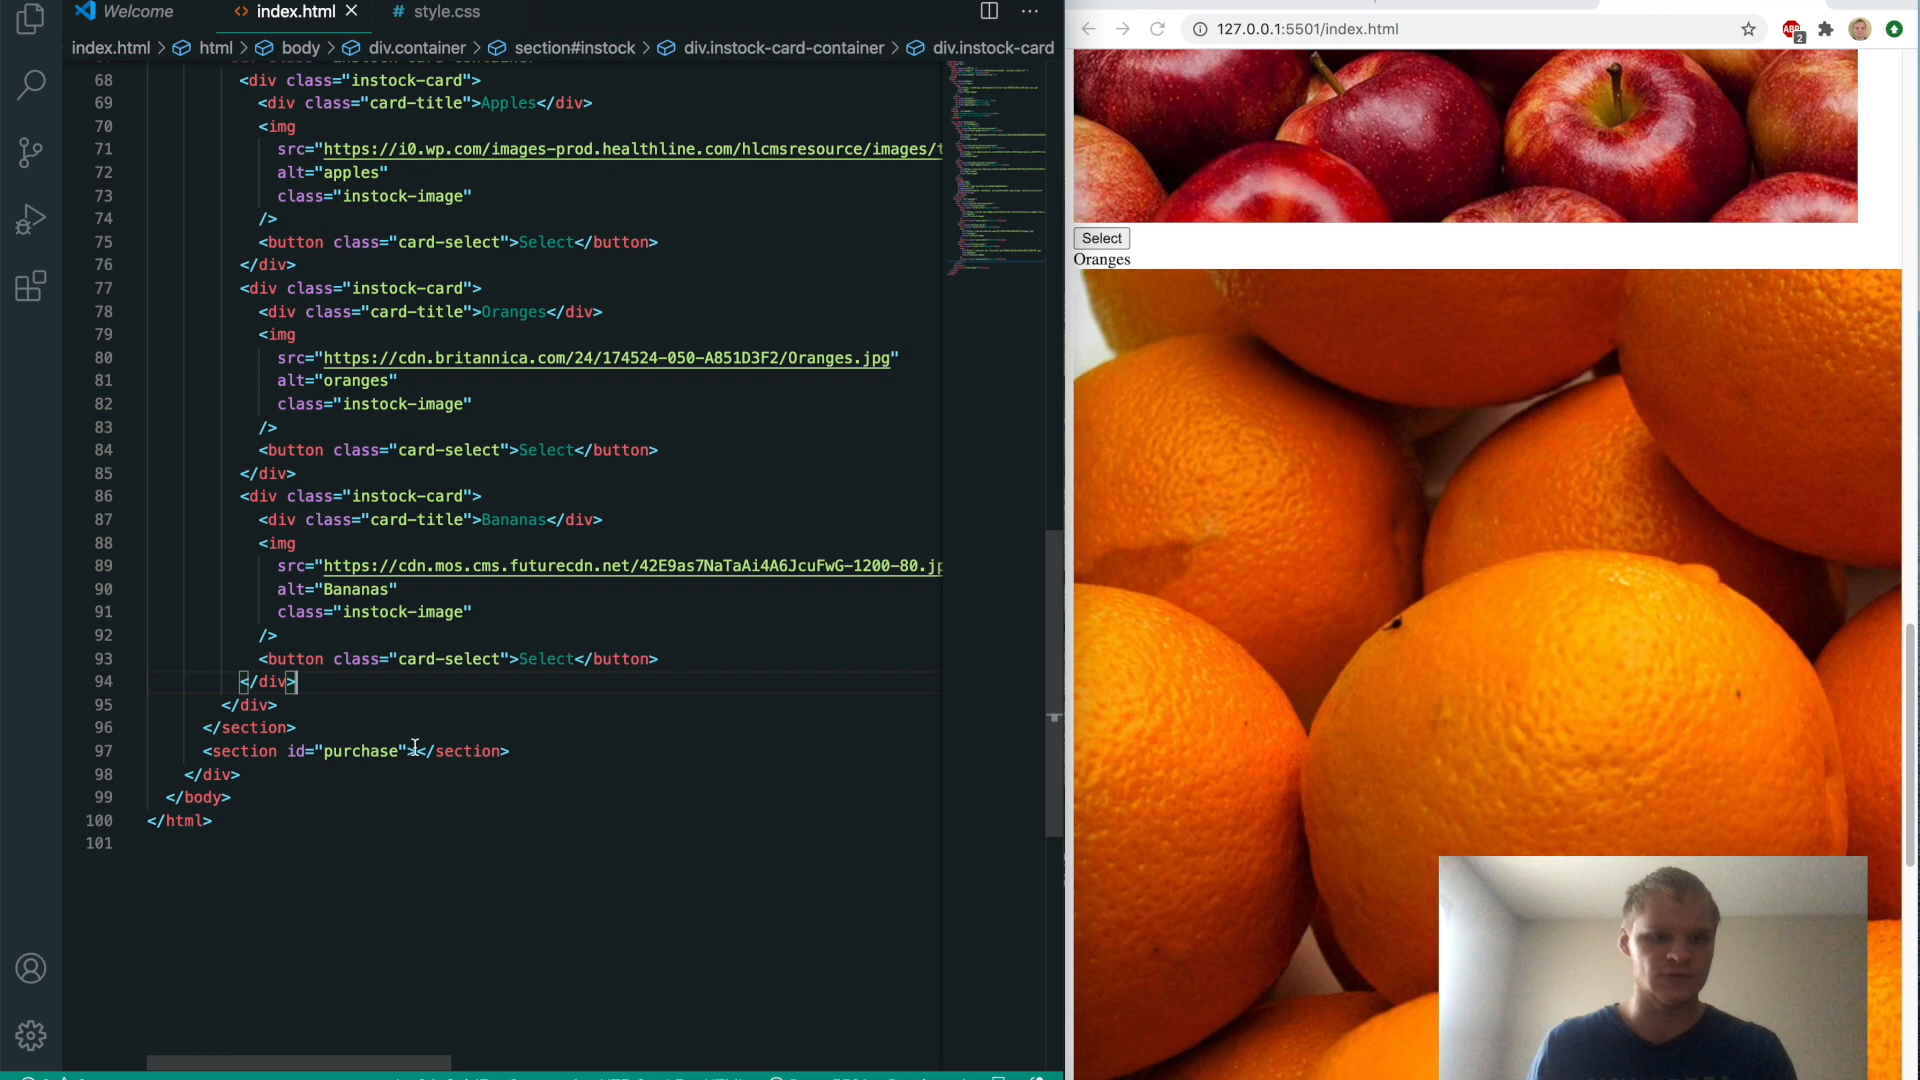 Welcome
index.html
style.css
index.html > html > body > div.container > section#instock > div.instock-card-container > div.instock-card
68 <div class="instock-card">
69 <div class="card-title">Apples</div>
70 <img
71 src="https://i0.wp.com/images-prod.healthline.com/hlcmsresource/images/t
72 alt="apples"
73 class="instock-image"
74 />
75 <button class="card-select">Select</button>
76 </div>
77 <div class="instock-card">
78 <div class="card-title">Oranges</div>
79 <img
80 src="https://cdn.britannica.com/24/174524-050-A851D3F2/Oranges.jpg"
81 alt="oranges"
82 class="instock-image"
83 />
84 <button class="card-select">Select</button>
85 </div>
86 <div class="instock-card">
87 <div class="card-title">Bananas</div>
88 <img
89 src="https://cdn.mos.cms.futurecdn.net/42E9as7NaTaAi4A6JcuFwG-1200-80.jp
90 alt="Bananas"
91 class="instock-image"
92 />
93 <button class="card-select">Select</button>
94 </div>
95 </div>
96 </section>
97 <section id="purchase"></section>
98 </div>
99 </body>
100 </html>
101
127.0.0.1:5501/index.html
ABP
2
Select
Oranges